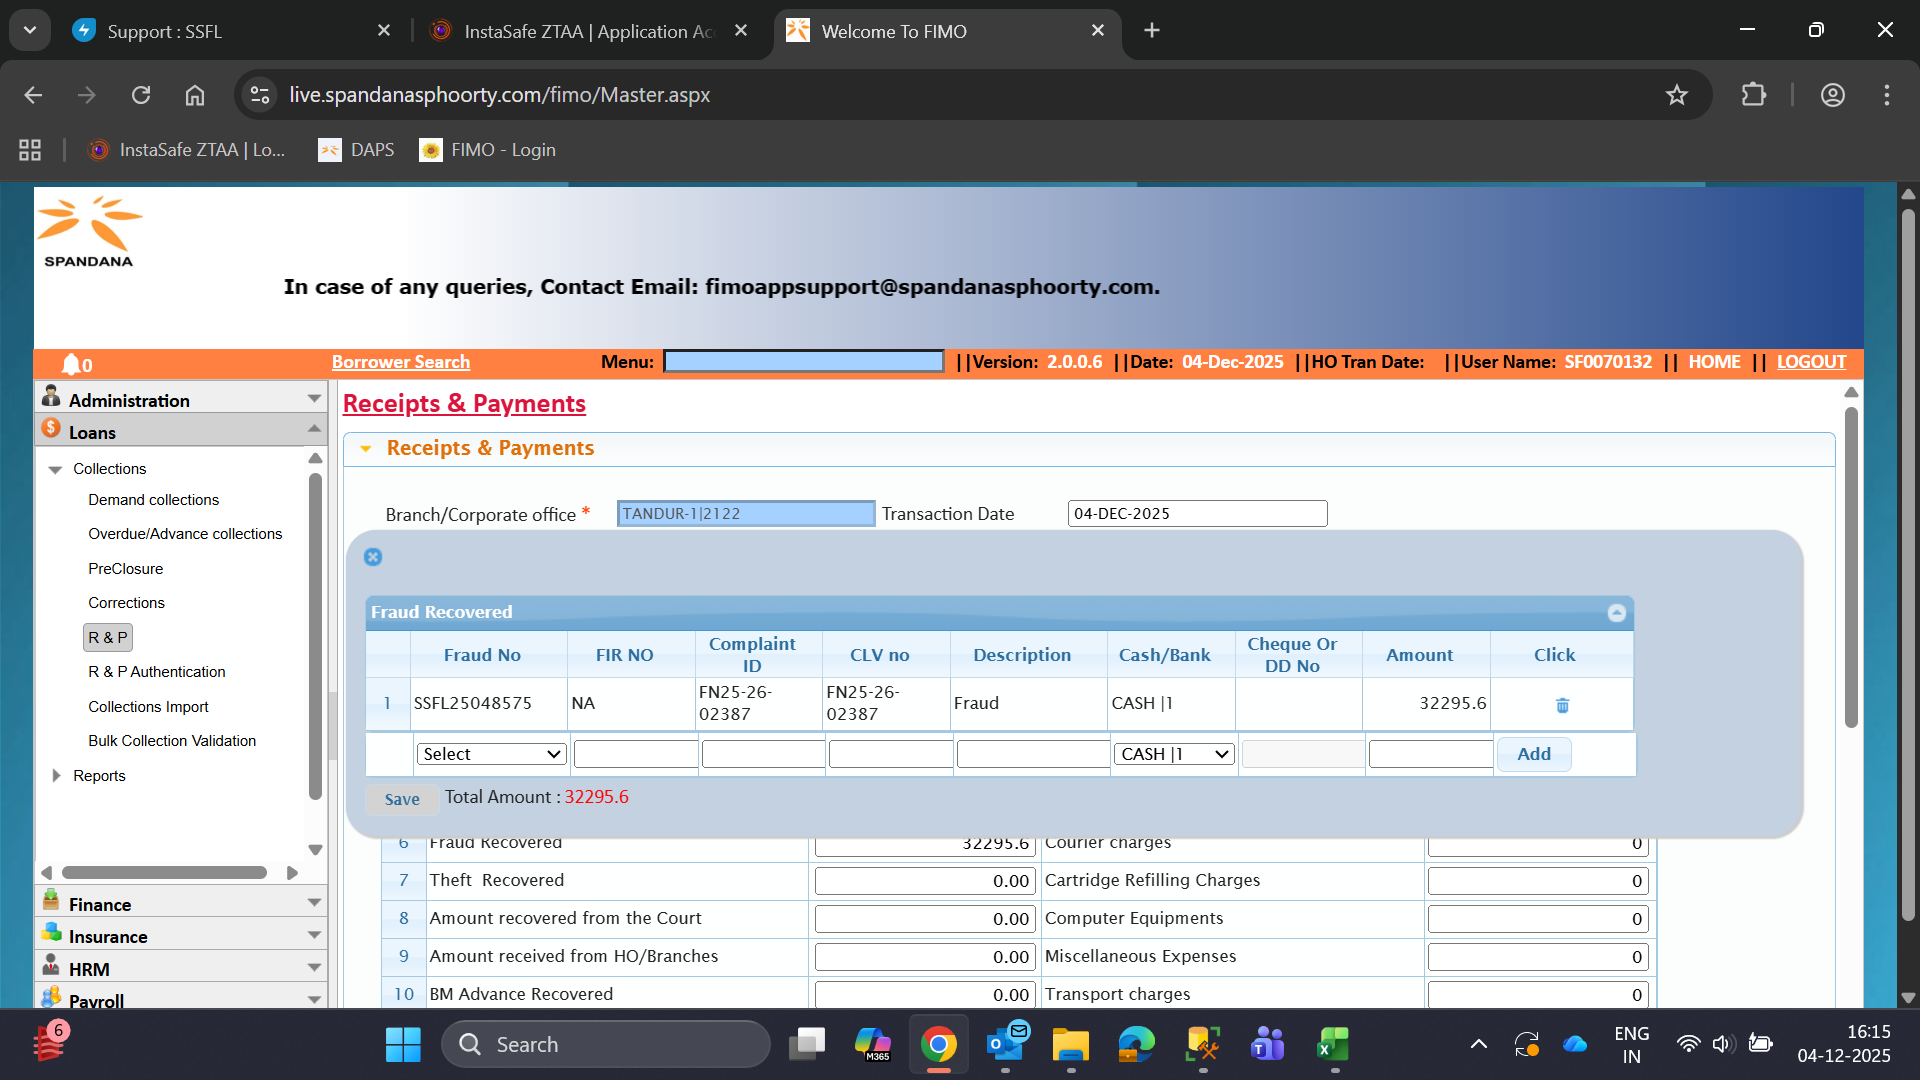 Support : SSFL
InstaSafe ZTAA | Application Acc
Welcome To FIMO
live.spandanasphoorty.com/fimo/Master.aspx
InstaSafe ZTAA | Lo...
DAPS
FIMO - Login
SPANDANA
In case of any queries, Contact Email: fimoappsupport@spandanasphoorty.com.
0
Borrower Search
Menu:
||Version: 2.0.0.6 ||Date: 04-Dec-2025 ||HO Tran Date: ||User Name: SF0070132 || HOME || LOGOUT
Administration
Loans
Collections
Demand collections
Overdue/Advance collections
PreClosure
Corrections
R & P
R & P Authentication
Collections Import
Bulk Collection Validation
Reports
Finance
Insurance
HRM
Payroll
Receipts & Payments
Receipts & Payments
Branch/Corporate office *
TANDUR-1|2122
Transaction Date
04-DEC-2025
Fraud Recovered
Fraud No
FIR NO
Complaint
ID
CLV no
Description
Cash/Bank
Cheque Or
DD No
Amount
Click
1
SSFL25048575
NA
FN25-26-
02387
FN25-26-
02387
Fraud
CASH |1
32295.6
Select
CASH |1
Add
Save
Total Amount : 32295.6
6 Fraud Recovered 32295.6 Courier charges 0
7 Theft Recovered 0.00 Cartridge Refilling Charges 0
8 Amount recovered from the Court 0.00 Computer Equipments 0
9 Amount received from HO/Branches 0.00 Miscellaneous Expenses 0
10 BM Advance Recovered 0.00 Transport charges 0
6
Search
M365
ENG
IN
16:15
04-12-2025